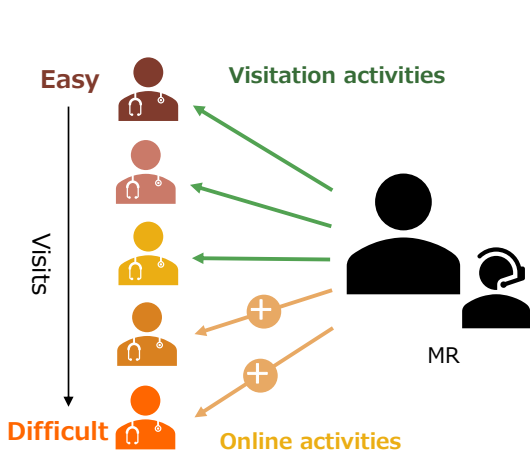 Easy
Visitation activities
Visits
MR
Difficult
Online activities